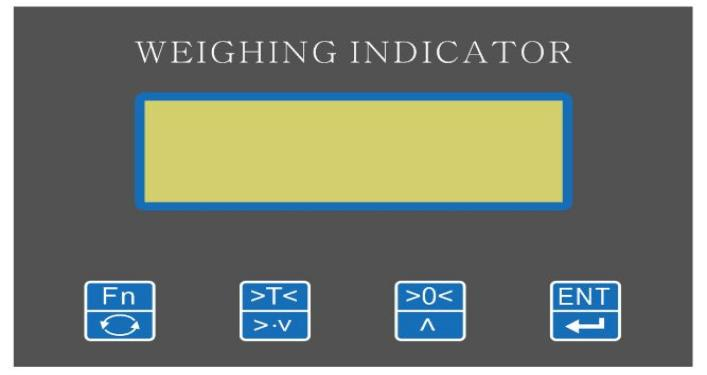 WEIGHING INDICATOR
Fn >T< >0< ENT
>·v ʌ